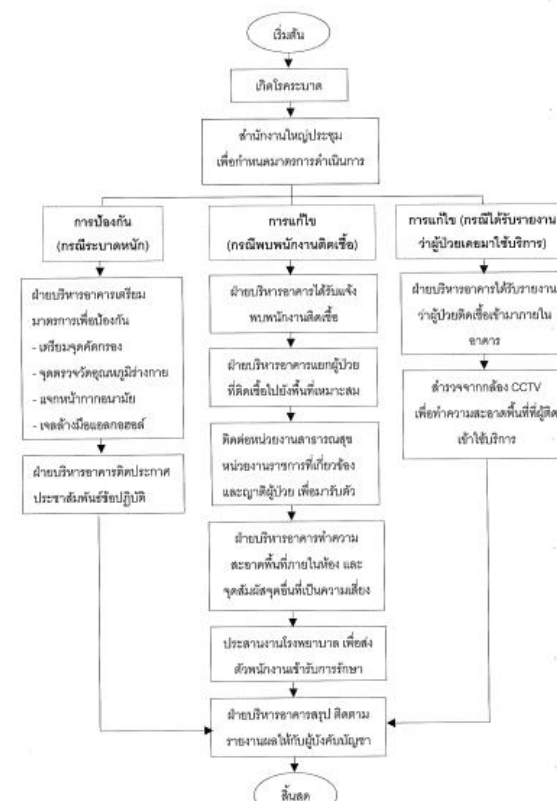 เริ่มต้น
เกิดโรคระบาด
สำนักงานใหญ่ประชุม
เพื่อกำหนดมาตรการดำเนินการ
การป้องกัน
(กรณีระบาดหนัก)
ฝ่ายบริหารอาคารเตรียม
มาตรการเพื่อป้องกัน
- เตรียมจุดคัดกรอง
- จุดตรวจวัดอุณหภูมิร่างกาย
- แจกหน้ากากอนามัย
- เจลล้างมือแอลกอฮอล์
ฝ่ายบริหารอาคารติดประกาศ
ประชาสัมพันธ์ข้อปฏิบัติ
การแก้ไข
(กรณีพบพนักงานติดเชื้อ)
ฝ่ายบริหารอาคารได้รับแจ้ง
พบพนักงานติดเชื้อ
ฝ่ายบริหารอาคารแยกผู้ป่วย
ที่ติดเชื้อไปยังพื้นที่เหมาะสม
ติดต่อหน่วยงานสาธารณสุข
หน่วยงานราชการที่เกี่ยวข้อง
และญาติผู้ป่วย เพื่อมารับตัว
ฝ่ายบริหารอาคารทำความ
สะอาดพื้นที่ภายในห้อง และ
จุดสัมผัสจุดอื่นที่เป็นความเสี่ยง
ประสานงานโรงพยาบาล เพื่อส่ง
ตัวพนักงานเข้ารับการรักษา
การแก้ไข (กรณีได้รับรายงาน
ว่าผู้ป่วยเคยมาใช้บริการ)
ฝ่ายบริหารอาคารได้รับรายงาน
ว่าผู้ป่วยติดเชื้อเข้ามาภายใน
อาคาร
สำรวจจากกล้อง CCTV
เพื่อทำความสะอาดพื้นที่ที่ผู้ติด
เข้าใช้บริการ
ฝ่ายบริหารอาคารสรุป ติดตาม
รายงานผลให้กับผู้บังคับบัญชา
สิ้นสุด